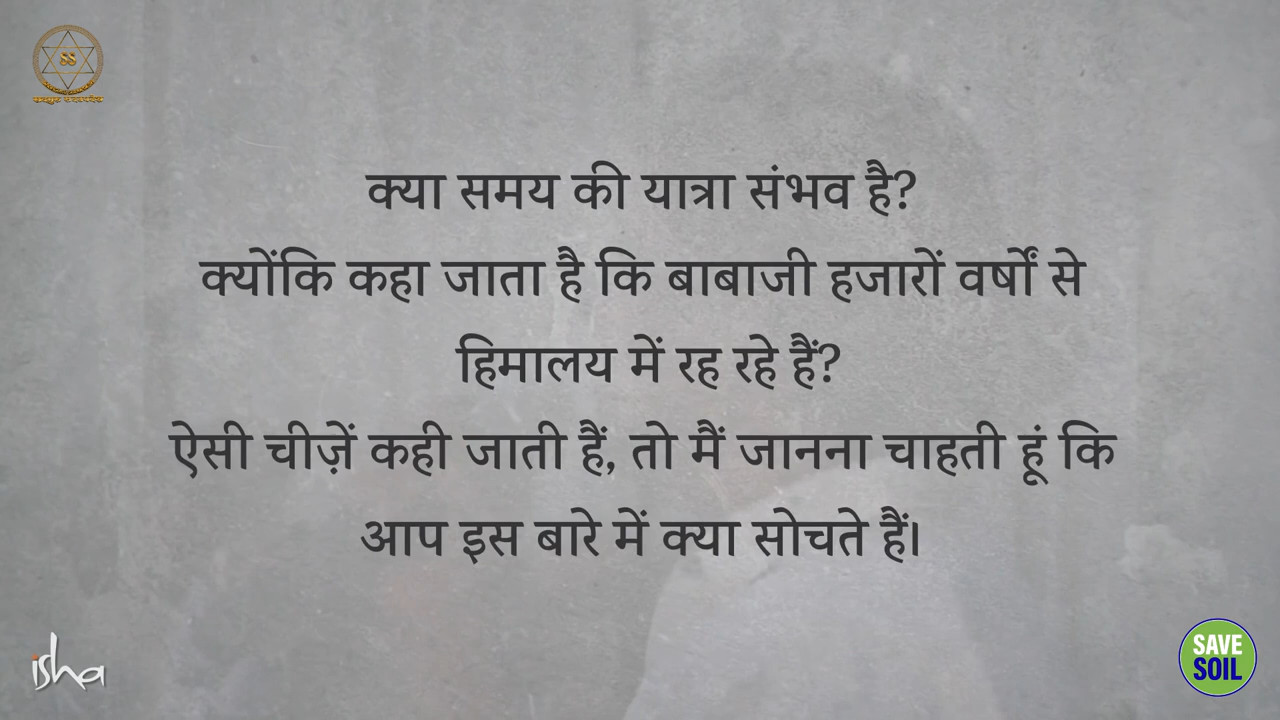 क्या समय की यात्रा संभव है?
क्योंकि कहा जाता है कि बाबाजी हजारों वर्षों से
हिमालय में रह रहे हैं?
ऐसी चीज़ें कही जाती हैं, तो मैं जानना चाहती हूं कि
आप इस बारे में क्या सोचते हैं।
isha
SAVE
SOIL